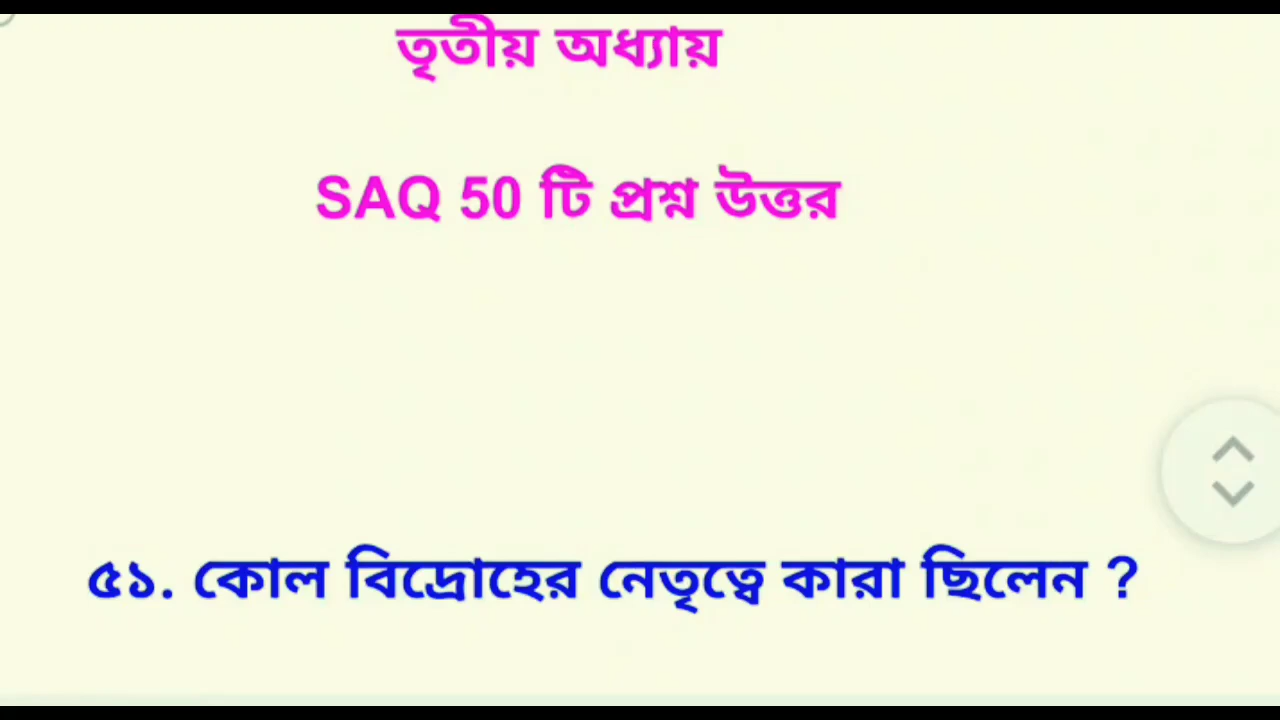 তৃতীয় অধ্যায়
SAQ 50 টি প্রশ্ন উত্তর
৫১. কোল বিদ্রোহের নেতৃত্বে কারা ছিলেন ?